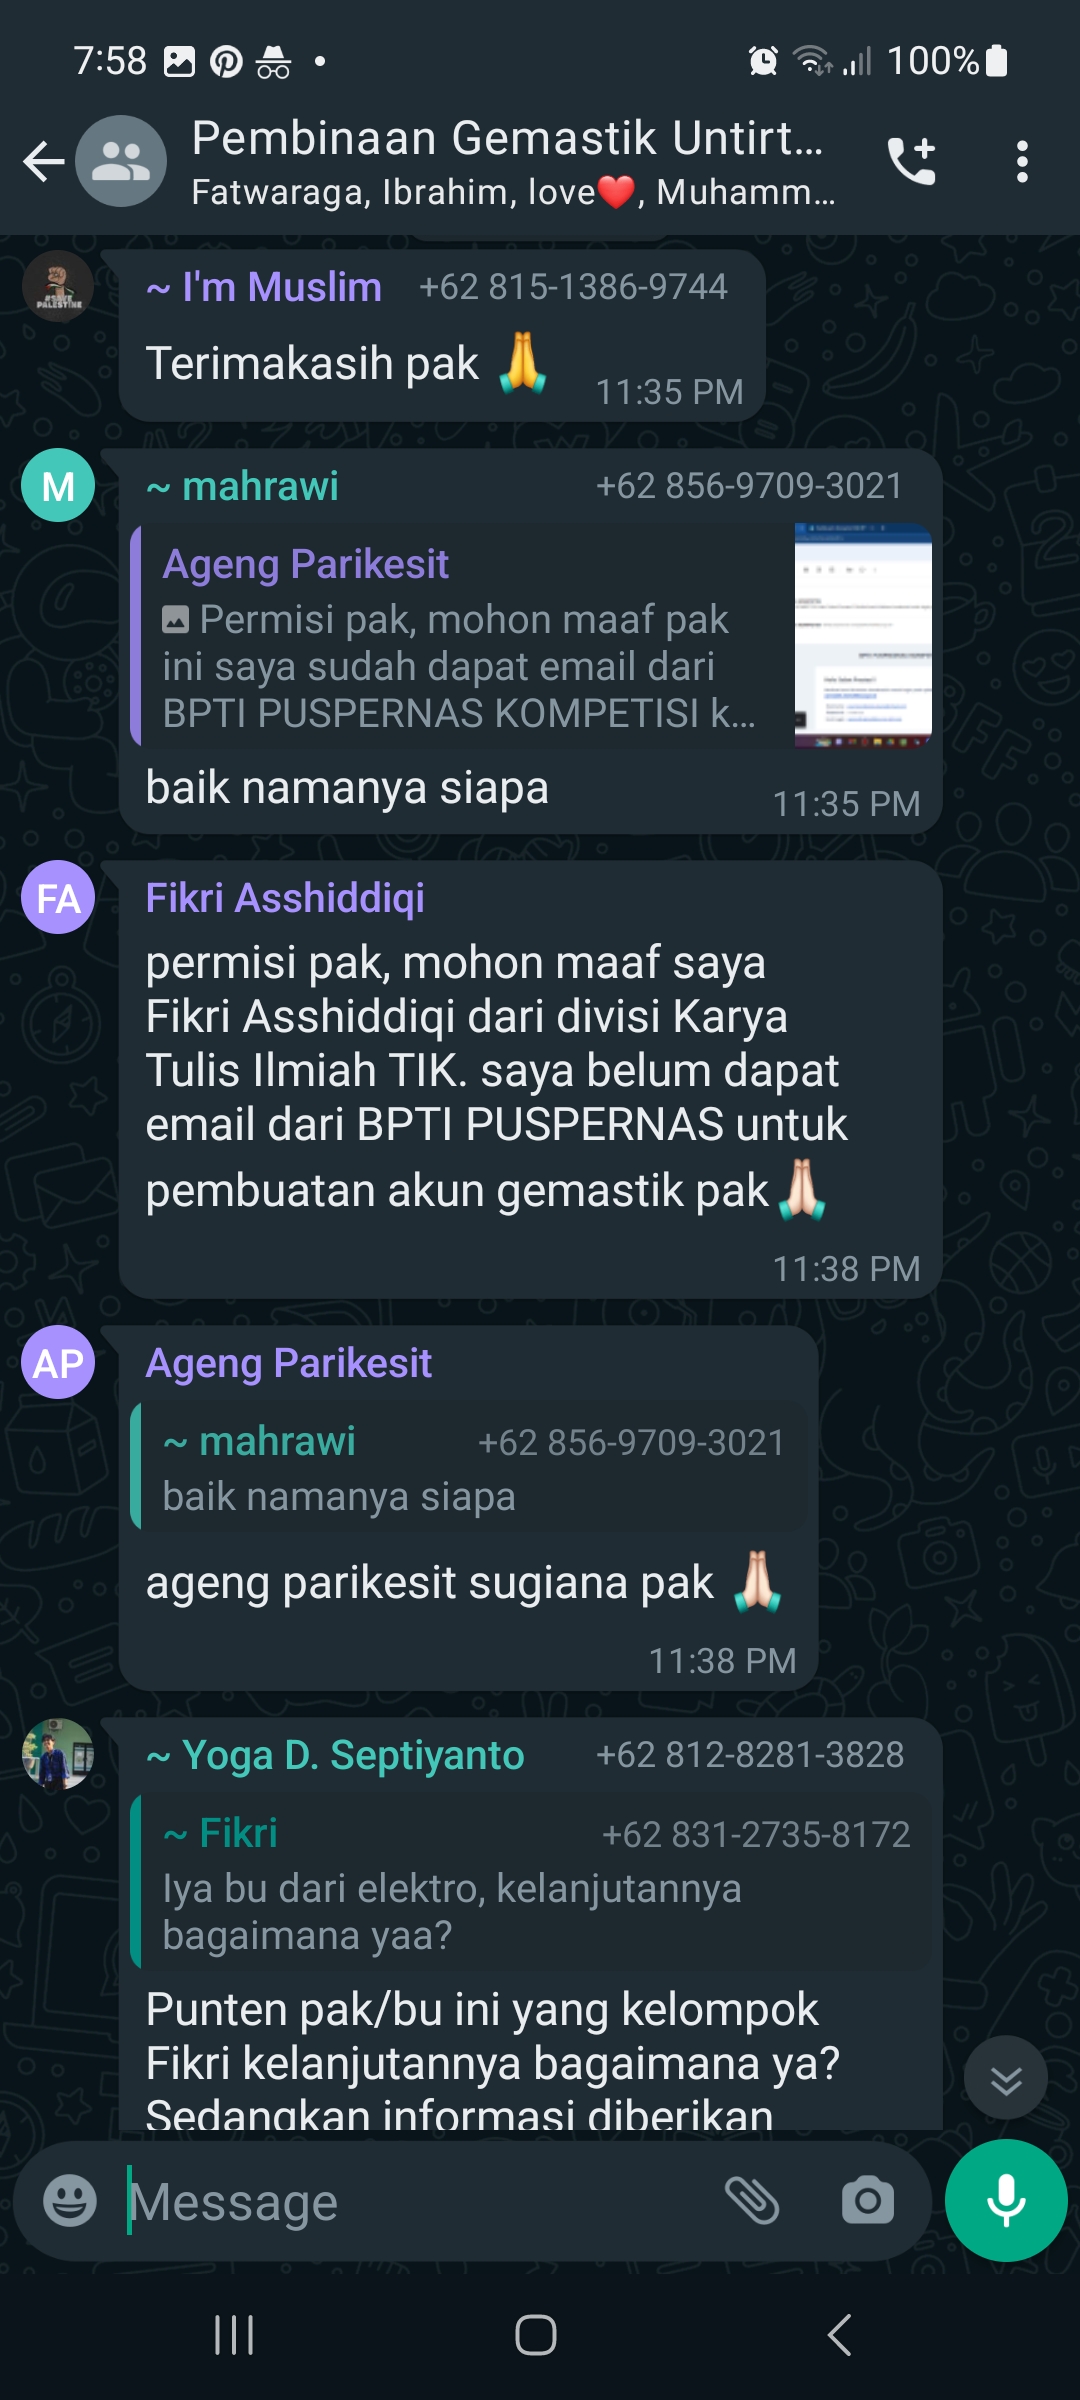 7:58
100%
Pembinaan Gemastik Untirt...
Fatwaraga, Ibrahim, love❤️, Muhamm...
#SAVE
PALESTINE
~ I'm Muslim +62 815-1386-9744
Terimakasih pak 🙏
11:35 PM
M
~ mahrawi +62 856-9709-3021
Ageng Parikesit
Permisi pak, mohon maaf pak
ini saya sudah dapat email dari
BPTI PUSPERNAS KOMPETISI k...
baik namanya siapa
11:35 PM
FA
Fikri Asshiddiqi
permisi pak, mohon maaf saya
Fikri Asshiddiqi dari divisi Karya
Tulis Ilmiah TIK. saya belum dapat
email dari BPTI PUSPERNAS untuk
pembuatan akun gemastik pak🙏🏻
11:38 PM
AP
Ageng Parikesit
~ mahrawi +62 856-9709-3021
baik namanya siapa
ageng parikesit sugiana pak 🙏🏻
11:38 PM
~ Yoga D. Septiyanto +62 812-8281-3828
~ Fikri +62 831-2735-8172
Iya bu dari elektro, kelanjutannya
bagaimana yaa?
Punten pak/bu ini yang kelompok
Fikri kelanjutannya bagaimana ya?
Sedangkan informasi diberikan
Message